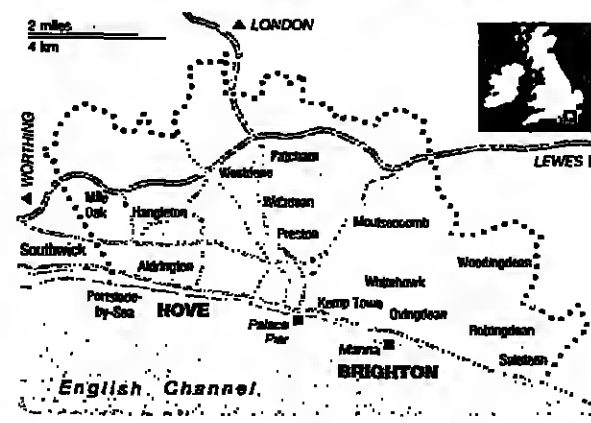 2 miles
4 km
LONDON
WORTHING
LEWES
Patcham
Westdene
Mile
Oak
Hangleton
Withdean
Preston
Moulsecoomb
Southwick
Aldrington
Woodingdean
Whitehawk
Portslade-
by-Sea
HOVE
Kemp Town
Ovingdean
Palace
Pier
Rottingdean
Marina
BRIGHTON
Saltdean
English Channel